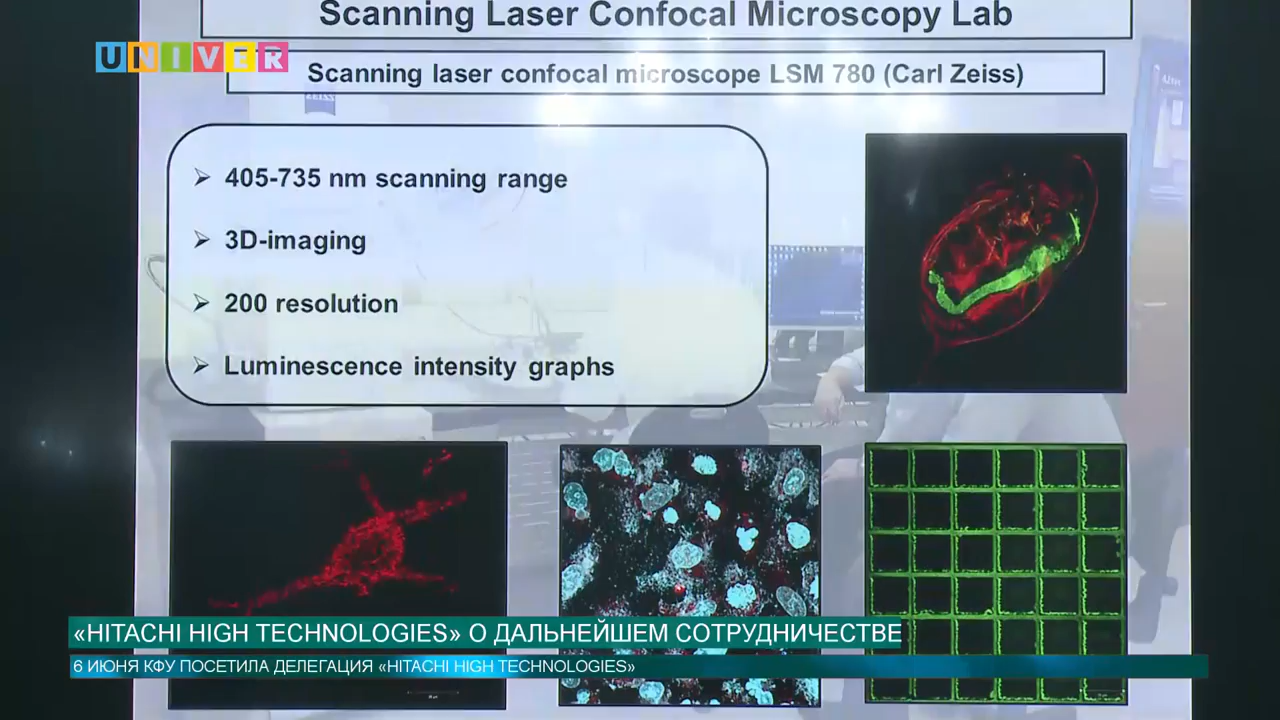 Scanning Laser Confocal Microscopy Lab
UNIVER
Scanning laser confocal microscope LSM 780 (Carl Zeiss)
405-735 nm scanning range
3D-imaging
200 resolution
Luminescence intensity graphs
«HITACHI HIGH TECHNOLOGIES» О ДАЛЬНЕЙШЕМ СОТРУДНИЧЕСТВЕ
6 ИЮНЯ КФУ ПОСЕТИЛА ДЕЛЕГАЦИЯ «HITACHI HIGH TECHNOLOGIES»